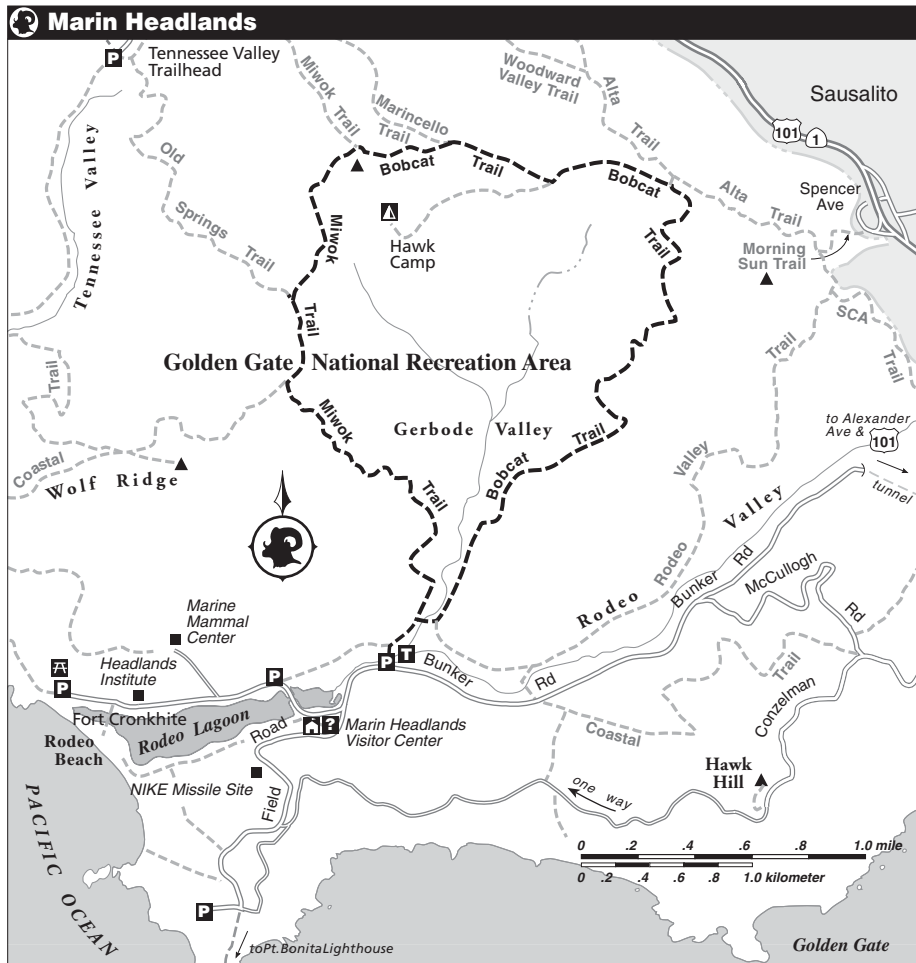 Marin Headlands
P
Tennessee Valley
Trailhead
Miwok
Trail
Marincello
Trail
Woodward
Valley Trail
Alta
Trail
Sausalito
101
1
Spencer
Ave
Alta
Trail
Morning
Sun Trail
SCA
Trail
Tennessee Valley
Old
Springs
Trail
Bobcat
Trail
Bobcat
Trail
Miwok
Trail
Hawk
Camp
Golden Gate National Recreation Area
Trail
Coastal
Wolf Ridge
Miwok
Trail
Gerbode Valley
Bobcat
Trail
Trail
Valley
Rodeo
to Alexander
Ave &
101
tunnel
Rodeo
Valley
Bunker
Rd
McCullogh
Rd
Marine
Mammal
Center
Headlands
Institute
P
P
P
T
Bunker
Rd
Fort Cronkhite
Rodeo Lagoon
Road
?
Marin Headlands
Visitor Center
Rodeo
Beach
NIKE Missile Site
Field
Coastal
Trail
Conzelman
Hawk
Hill
one way
PACIFIC OCEAN
P
toPt.BonitaLighthouse
0 .2 .4 .6 .8 1.0 mile
0 .2 .4 .6 .8 1.0 kilometer
Golden Gate